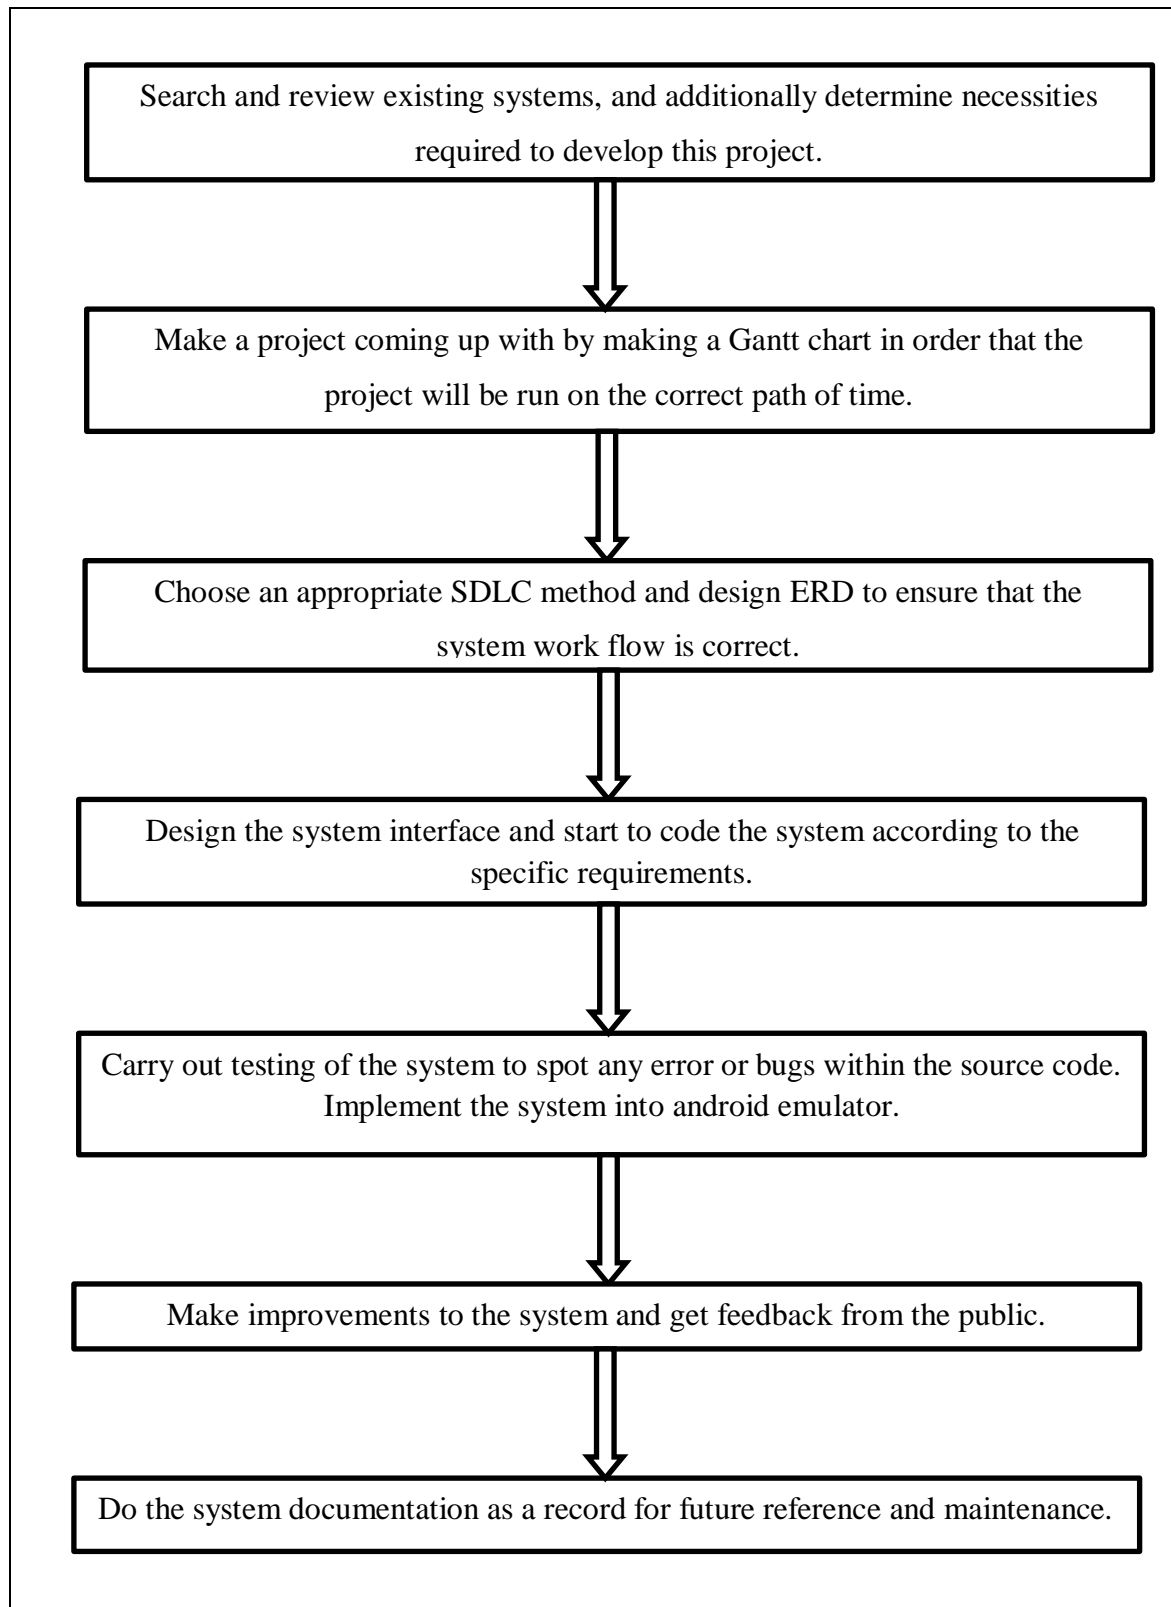 Search and review existing systems, and additionally determine necessities
required to develop this project.
Make a project coming up with by making a Gantt chart in order that the
project will be run on the correct path of time.
Choose an appropriate SDLC method and design ERD to ensure that the
system work flow is correct.
Design the system interface and start to code the system according to the
specific requirements.
Carry out testing of the system to spot any error or bugs within the source code.
Implement the system into android emulator.
Make improvements to the system and get feedback from the public.
Do the system documentation as a record for future reference and maintenance.